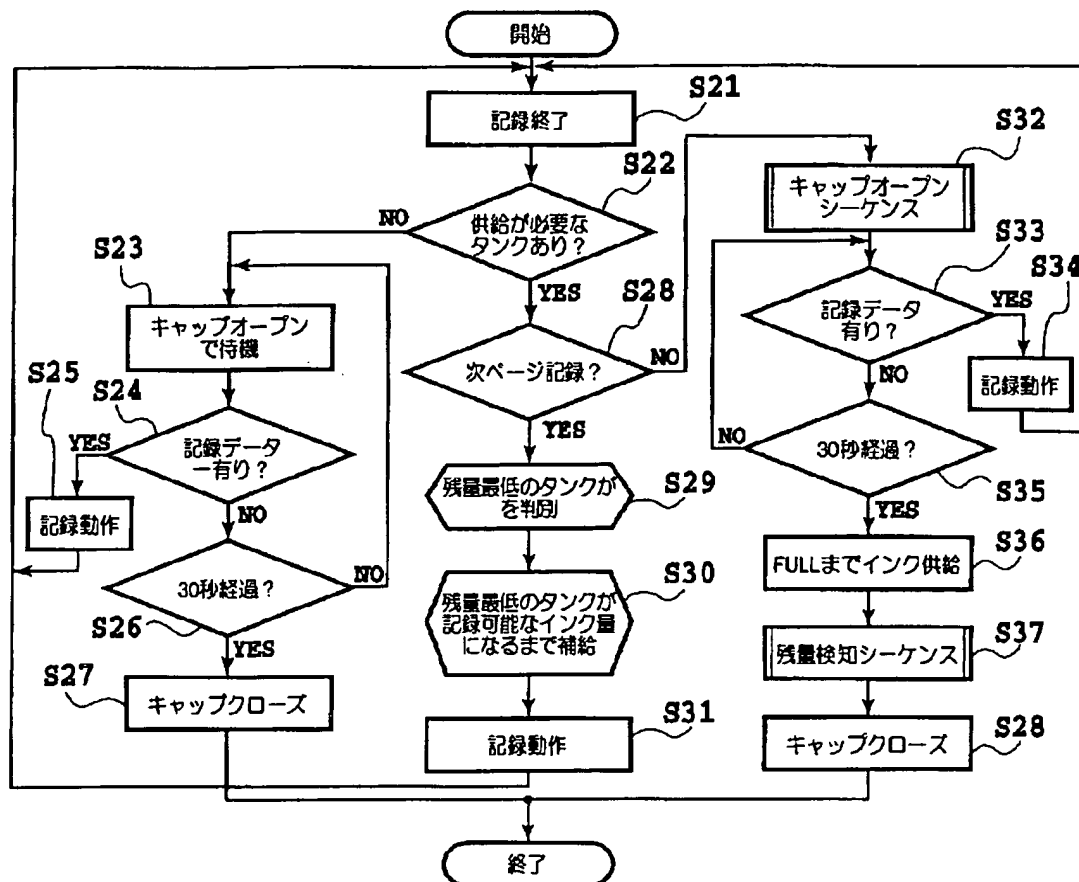 開始
S21
記録終了
S22
供給が必要な
タンクあり?
NO
YES
S23
キャップオープン
で待機
S24
記録データ
ー有り?
YES
NO
S25
記録動作
30秒経過?
NO
S26
YES
S27
キャップクローズ
S28
次ページ記録?
NO
YES
残量最低のタンクが
を判別
S29
残量最低のタンクが
記録可能なインク量
になるまで補給
S30
S31
記録動作
S32
キャップオープン
シーケンス
S33
記録データ
有り?
YES
NO
S34
記録動作
30秒経過?
NO
S35
YES
S36
FULLまでインク供給
S37
残量検知シーケンス
S28
キャップクローズ
終了